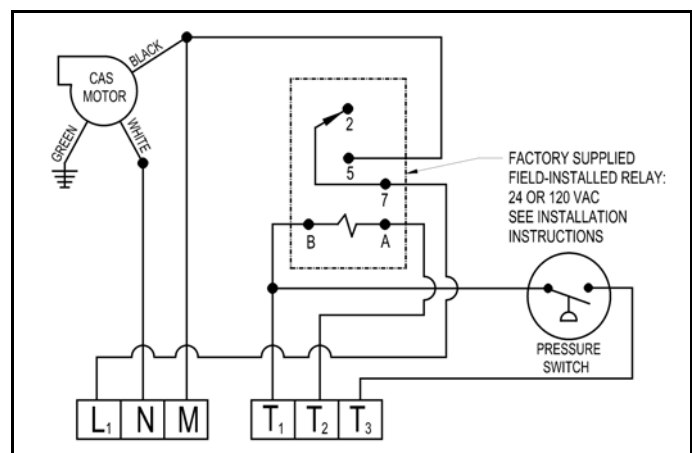 BLACK
CAS
MOTOR
GREEN
WHITE
2
5
7
B
A
FACTORY SUPPLIED
FIELD-INSTALLED RELAY:
24 OR 120 VAC
SEE INSTALLATION
INSTRUCTIONS
PRESSURE
SWITCH
L1 N M
T1 T2 T3